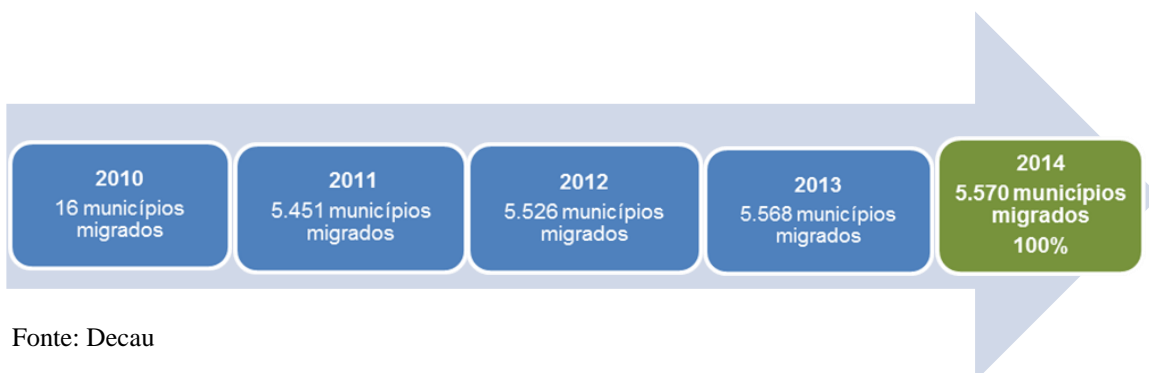 2010
16 municípios
migrados
2011
5.451 municípios
migrados
2012
5.526 municípios
migrados
2013
5.568 municípios
migrados
2014
5.570 municípios
migrados
100%
Fonte: Decau